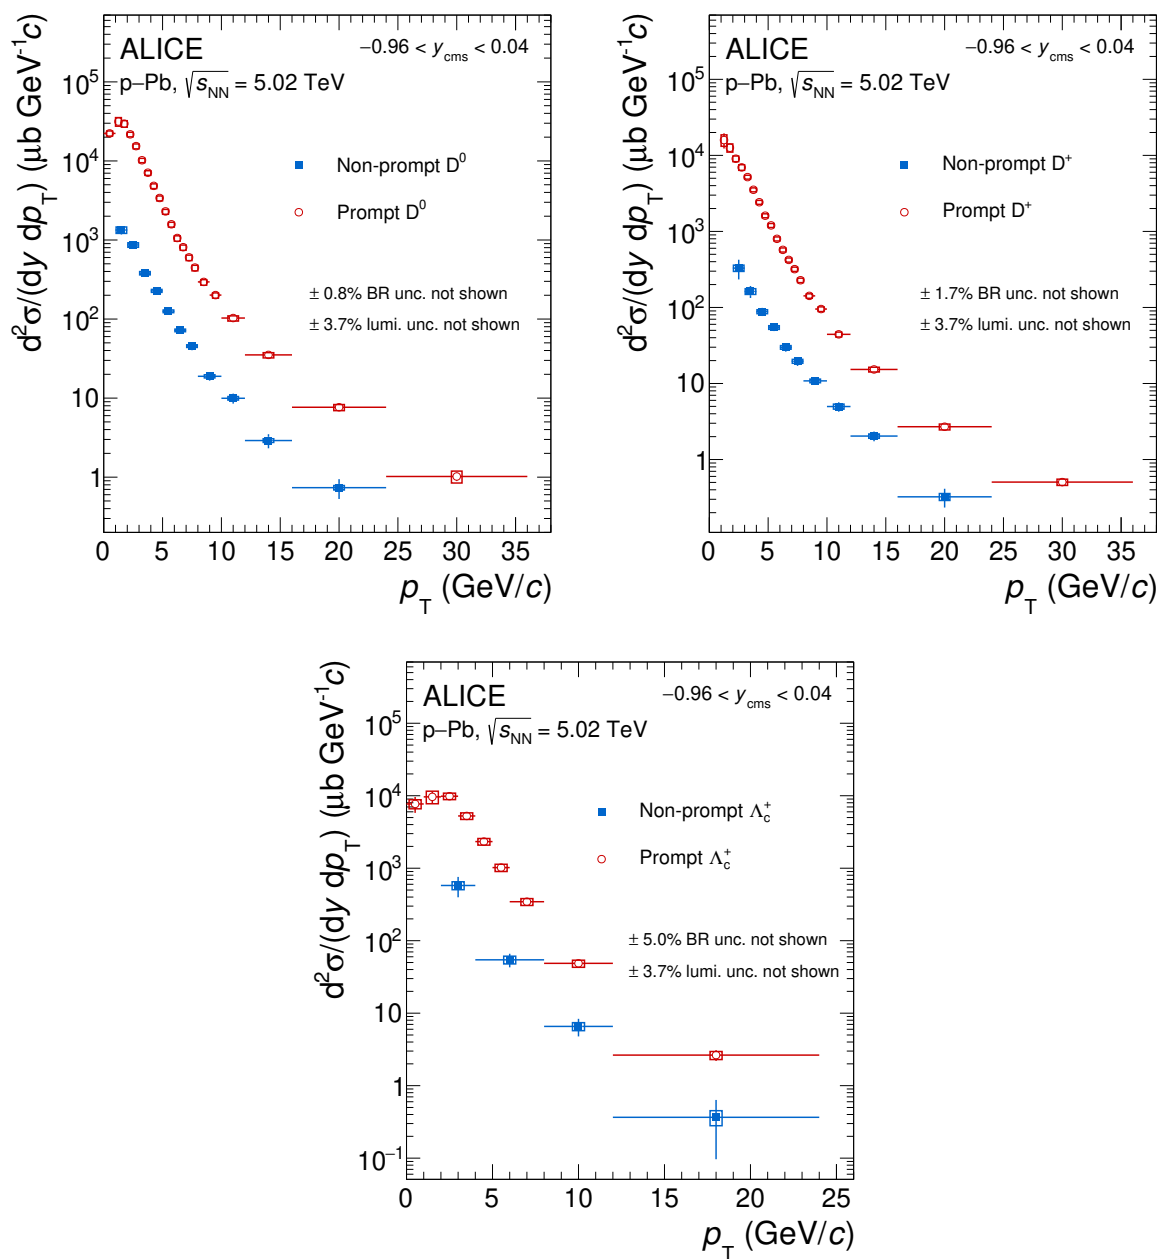 ALICE
−0.96 < y_cms < 0.04
p−Pb, √s_NN = 5.02 TeV
Non-prompt D⁰
Prompt D⁰
± 0.8% BR unc. not shown
± 3.7% lumi. unc. not shown
d²σ/(dy dp_T) (μb GeV⁻¹c)
10⁵
10⁴
10³
10²
10
1
0 5 10 15 20 25 30 35
p_T (GeV/c)
ALICE
−0.96 < y_cms < 0.04
p−Pb, √s_NN = 5.02 TeV
Non-prompt D⁺
Prompt D⁺
± 1.7% BR unc. not shown
± 3.7% lumi. unc. not shown
d²σ/(dy dp_T) (μb GeV⁻¹c)
10⁵
10⁴
10³
10²
10
1
0 5 10 15 20 25 30 35
p_T (GeV/c)
ALICE
−0.96 < y_cms < 0.04
p−Pb, √s_NN = 5.02 TeV
Non-prompt Λ_c⁺
Prompt Λ_c⁺
± 5.0% BR unc. not shown
± 3.7% lumi. unc. not shown
d²σ/(dy dp_T) (μb GeV⁻¹c)
10⁵
10⁴
10³
10²
10
1
10⁻¹
0 5 10 15 20 25
p_T (GeV/c)